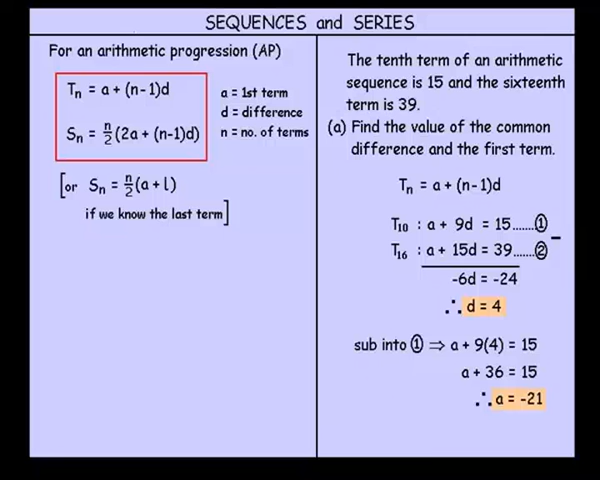 SEQUENCES and SERIES
For an arithmetic progression (AP)
Tn = a + (n-1)d
Sn = n/2 (2a + (n-1)d)
a = 1st term
d = difference
n = no. of terms
[or Sn = n/2 (a + l)
if we know the last term]
The tenth term of an arithmetic
sequence is 15 and the sixteenth
term is 39.
(a) Find the value of the common
difference and the first term.
Tn = a + (n-1)d
T10 : a + 9d = 15.......①
T16 : a + 15d = 39.......② −
-6d = -24
∴ d = 4
sub into ① ⇒ a + 9(4) = 15
a + 36 = 15
∴ a = -21